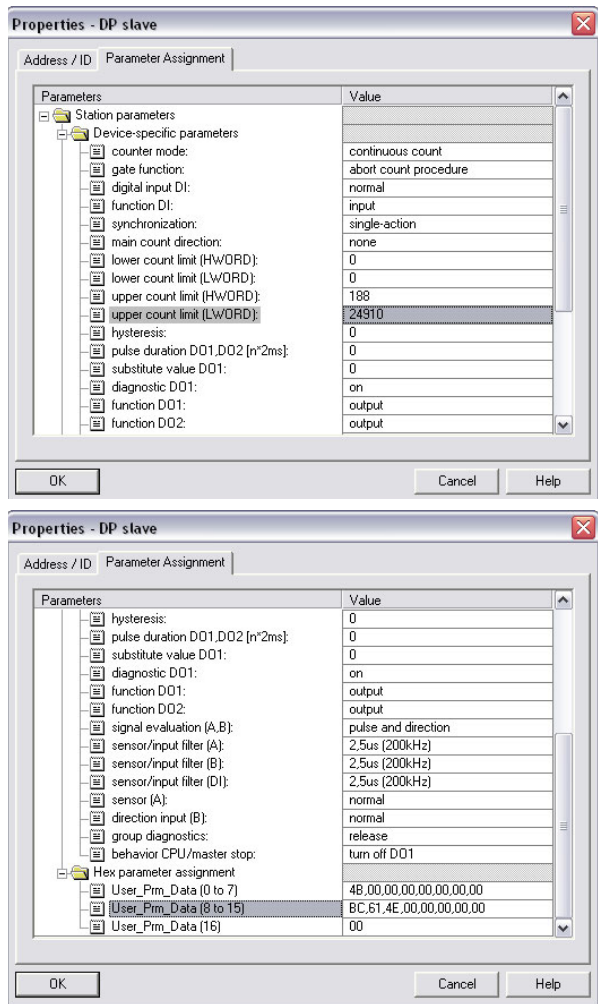 Properties - DP slave
Address / ID Parameter Assignment
Parameters Value
Station parameters
Device-specific parameters
counter mode: continuous count
gate function: abort count procedure
digital input DI: normal
function DI: input
synchronization: single-action
main count direction: none
lower count limit (HWORD): 0
lower count limit (LWORD): 0
upper count limit (HWORD): 188
upper count limit (LWORD): 24910
hysteresis: 0
pulse duration DO1,DO2 [n*2ms]: 0
substitute value DO1: 0
diagnostic DO1: on
function DO1: output
function DO2: output
OK Cancel Help
Properties - DP slave
Address / ID Parameter Assignment
Parameters Value
hysteresis: 0
pulse duration DO1,DO2 [n*2ms]: 0
substitute value DO1: 0
diagnostic DO1: on
function DO1: output
function DO2: output
signal evaluation (A,B): pulse and direction
sensor/input filter (A): 2,5us (200kHz)
sensor/input filter (B): 2,5us (200kHz)
sensor/input filter (DI): 2,5us (200kHz)
sensor (A): normal
direction input (B): normal
group diagnostics: release
behavior CPU/master stop: turn off DO1
Hex parameter assignment
User_Prm_Data (0 to 7) 4B,00,00,00,00,00,00,00
User_Prm_Data (8 to 15) BC,61,4E,00,00,00,00,00
User_Prm_Data (16) 00
OK Cancel Help